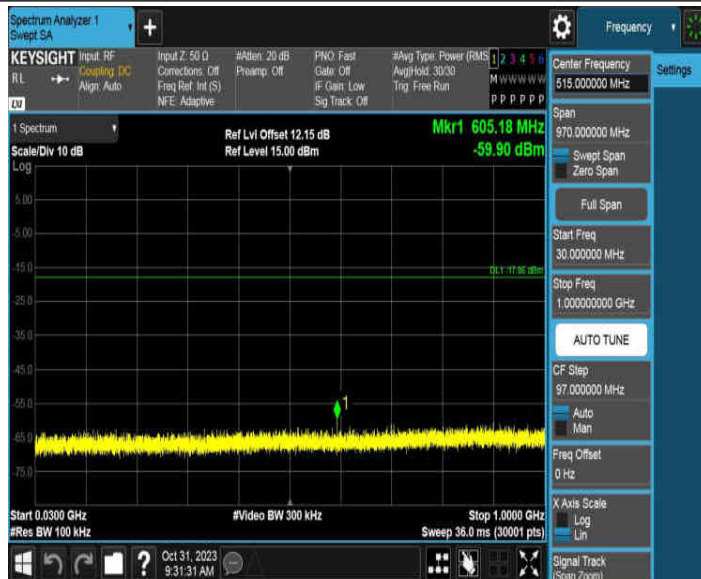 Spectrum Analyzer 1
Swept SA
+
Frequency
KEYSIGHT
RL
LXI
Input: RF
Coupling: DC
Align: Auto
Input Z: 50 Ω
Corrections: Off
Freq Ref: Int (S)
NFE: Adaptive
#Atten: 20 dB
Preamp: Off
PNO: Fast
Gate: Off
IF Gain: Low
Sig Track: Off
#Avg Type: Power (RMS
Avg|Hold: 30/30
Trig: Free Run
1 2 3 4 5 6
M W W W W W
P P P P P P
Center Frequency
515.000000 MHz
Settings
1 Spectrum
Scale/Div 10 dB
Log
Ref Lvl Offset 12.15 dB
Ref Level 15.00 dBm
Mkr1 605.18 MHz
-59.90 dBm
Span
970.000000 MHz
Swept Span
Zero Span
Full Span
Start Freq
30.000000 MHz
Stop Freq
1.000000000 GHz
AUTO TUNE
CF Step
97.000000 MHz
Auto
Man
Freq Offset
0 Hz
X Axis Scale
Log
Lin
Signal Track
(Span Zoom)
5.00
-5.00
-15.0
DL1 -17.86 dBm
-25.0
-35.0
-45.0
-55.0
1
-65.0
-75.0
Start 0.0300 GHz
#Res BW 100 kHz
#Video BW 300 kHz
Stop 1.0000 GHz
Sweep 36.0 ms (30001 pts)
?
Oct 31, 2023
9:31:31 AM